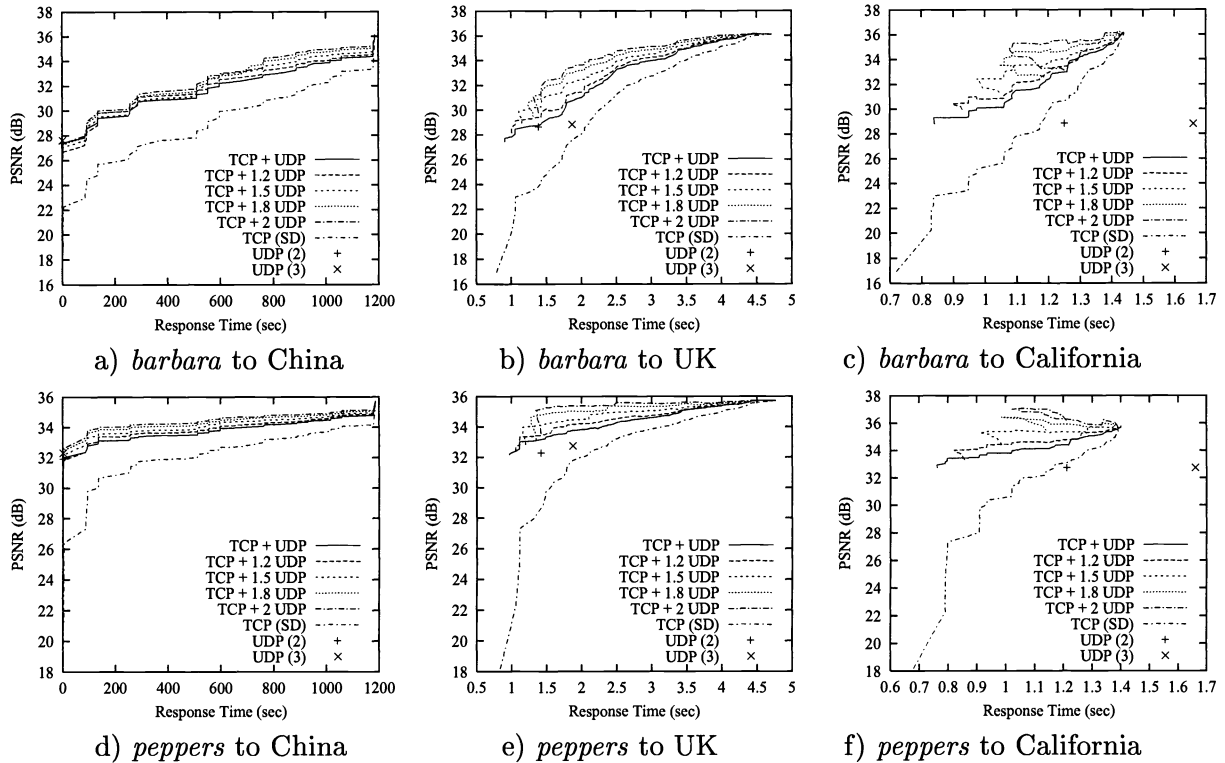 PSNR (dB)
36
34
32
30
28
26
24
22
20
18
16
TCP + UDP
TCP + 1.2 UDP
TCP + 1.5 UDP
TCP + 1.8 UDP
TCP + 2 UDP
TCP (SD)
UDP (2)
UDP (3)
0 200 400 600 800 1000 1200
Response Time (sec)
a) barbara to China
PSNR (dB)
36
34
32
30
28
26
24
22
20
18
16
TCP + UDP
TCP + 1.2 UDP
TCP + 1.5 UDP
TCP + 1.8 UDP
TCP + 2 UDP
TCP (SD)
UDP (2)
UDP (3)
0.5 1 1.5 2 2.5 3 3.5 4 4.5 5
Response Time (sec)
b) barbara to UK
PSNR (dB)
38
36
34
32
30
28
26
24
22
20
18
16
TCP + UDP
TCP + 1.2 UDP
TCP + 1.5 UDP
TCP + 1.8 UDP
TCP + 2 UDP
TCP (SD)
UDP (2)
UDP (3)
0.7 0.8 0.9 1 1.1 1.2 1.3 1.4 1.5 1.6 1.7
Response Time (sec)
c) barbara to California
PSNR (dB)
36
34
32
30
28
26
24
22
20
18
TCP + UDP
TCP + 1.2 UDP
TCP + 1.5 UDP
TCP + 1.8 UDP
TCP + 2 UDP
TCP (SD)
UDP (2)
UDP (3)
0 200 400 600 800 1000 1200
Response Time (sec)
d) peppers to China
PSNR (dB)
36
34
32
30
28
26
24
22
20
18
TCP + UDP
TCP + 1.2 UDP
TCP + 1.5 UDP
TCP + 1.8 UDP
TCP + 2 UDP
TCP (SD)
UDP (2)
UDP (3)
0.5 1 1.5 2 2.5 3 3.5 4 4.5 5
Response Time (sec)
e) peppers to UK
PSNR (dB)
38
36
34
32
30
28
26
24
22
20
18
TCP + UDP
TCP + 1.2 UDP
TCP + 1.5 UDP
TCP + 1.8 UDP
TCP + 2 UDP
TCP (SD)
UDP (2)
UDP (3)
0.6 0.7 0.8 0.9 1 1.1 1.2 1.3 1.4 1.5 1.6 1.7
Response Time (sec)
f) peppers to California